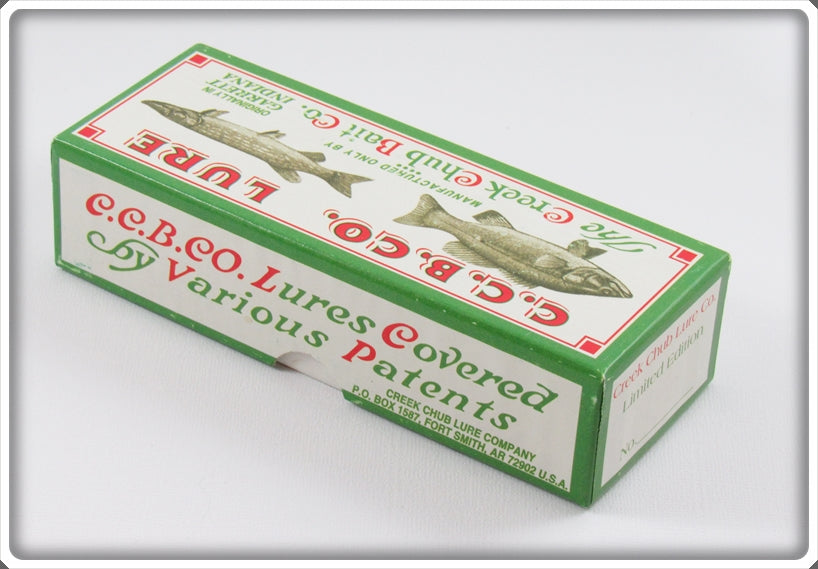 The Creek Chub Bait Co.
ORIGINALLY IN
GARRETT
INDIANA
MANUFACTURED ONLY BY
C.C.B.CO. LURE
C.C.B.CO. Lures Covered
by Various Patents
CREEK CHUB LURE COMPANY
P.O. BOX 1587, FORT SMITH, AR 72902 U.S.A.
Creek Chub Lure Co.
Limited Edition
No.